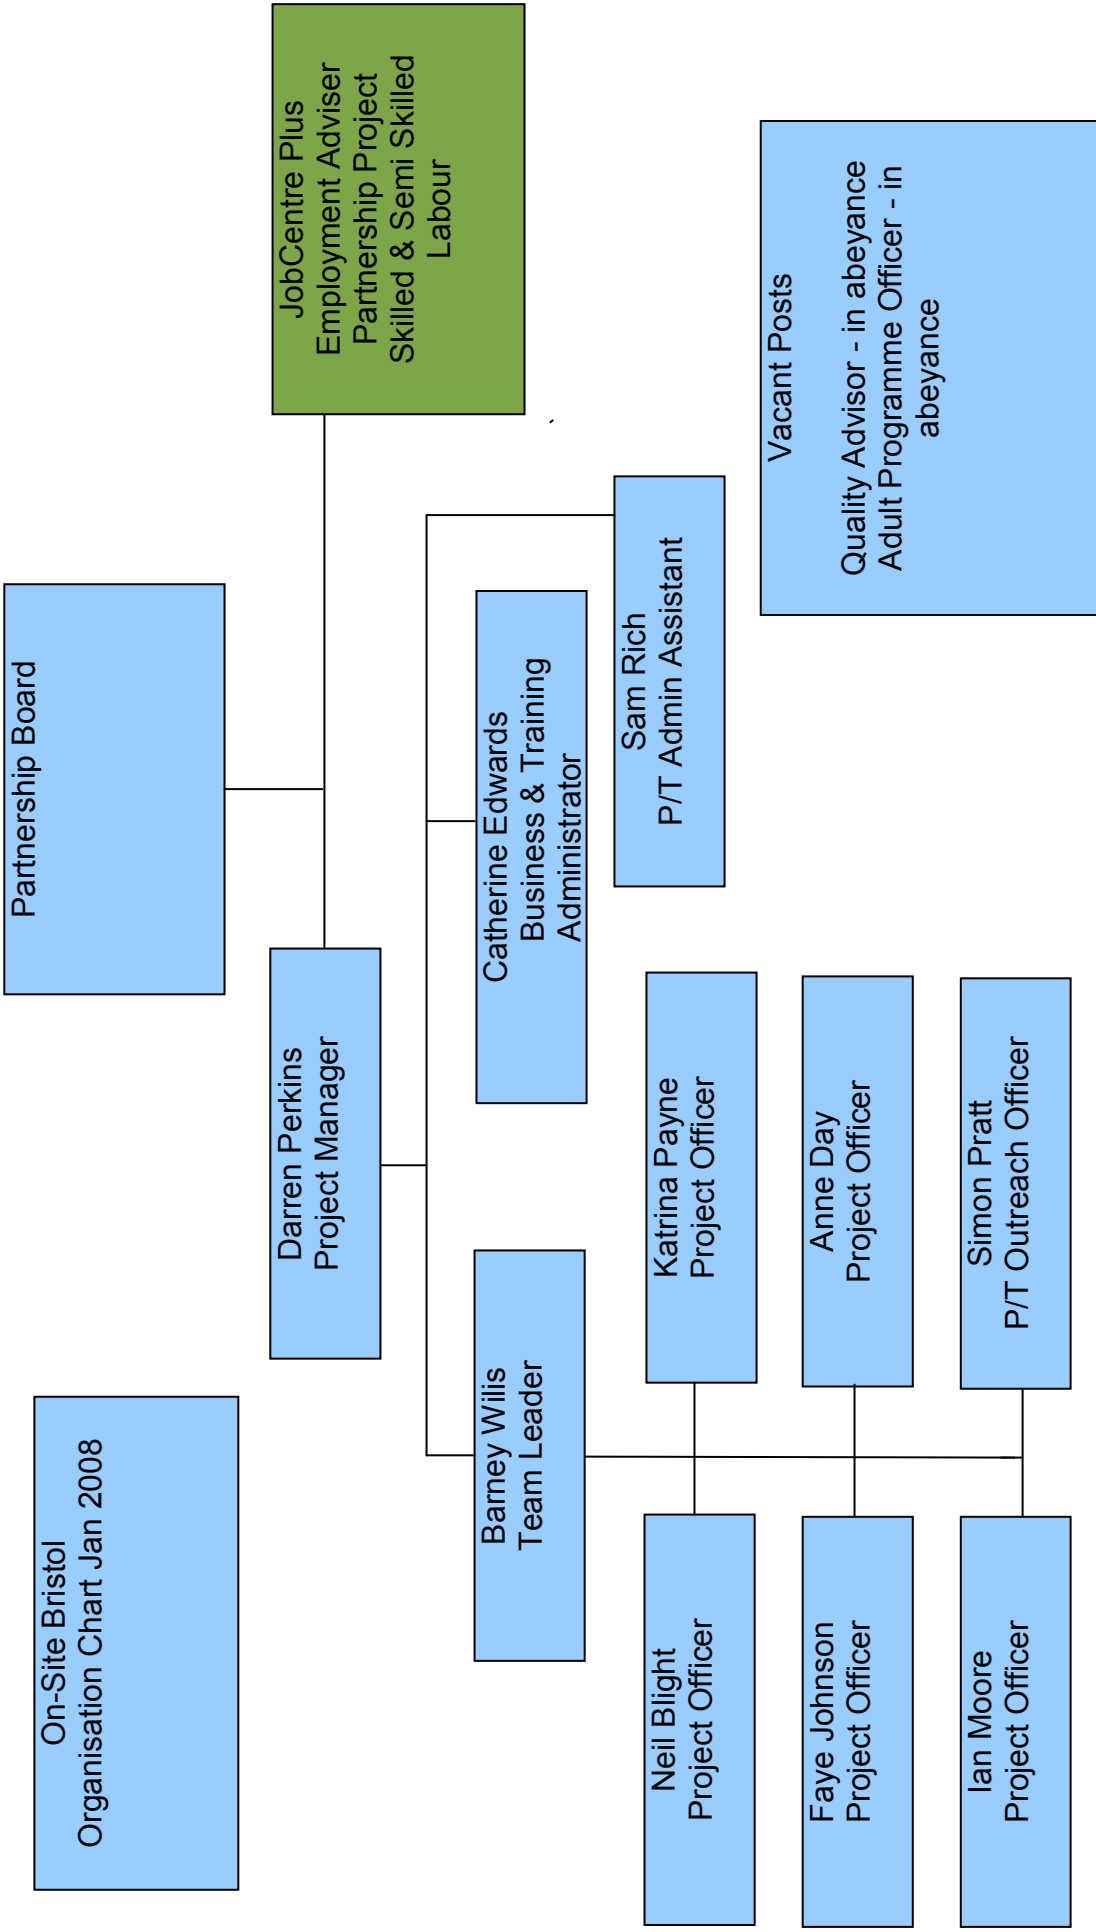 On-Site Bristol
Organisation Chart Jan 2008
Partnership Board
Darren Perkins
Project Manager
JobCentre Plus
Employment Adviser
Partnership Project
Skilled & Semi Skilled
Labour
Barney Wilis
Team Leader
Catherine Edwards
Business & Training
Administrator
Sam Rich
P/T Admin Assistant
Neil Blight
Project Officer
Katrina Payne
Project Officer
Faye Johnson
Project Officer
Anne Day
Project Officer
Ian Moore
Project Officer
Simon Pratt
P/T Outreach Officer
Vacant Posts
Quality Advisor - in abeyance
Adult Programme Officer - in
abeyance